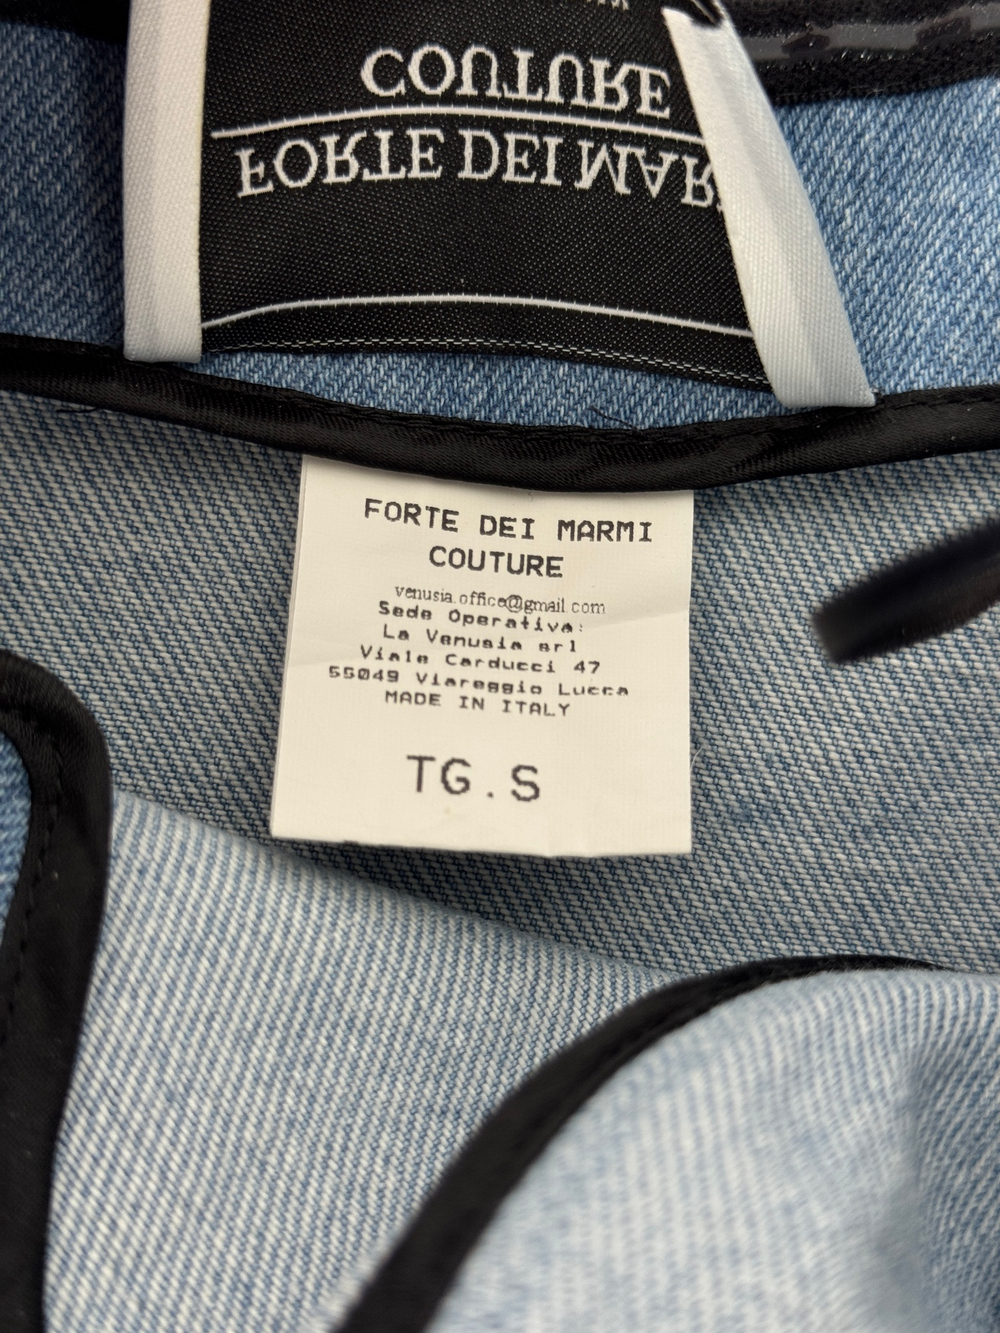 FORTE DEI MAR
COUTURE
FORTE DEI MARMI
COUTURE
venusia.office@gmail.com
Sede Operativa:
La Venusia srl
Viale Carducci 47
55049 Viareggio Lucca
MADE IN ITALY
TG.S